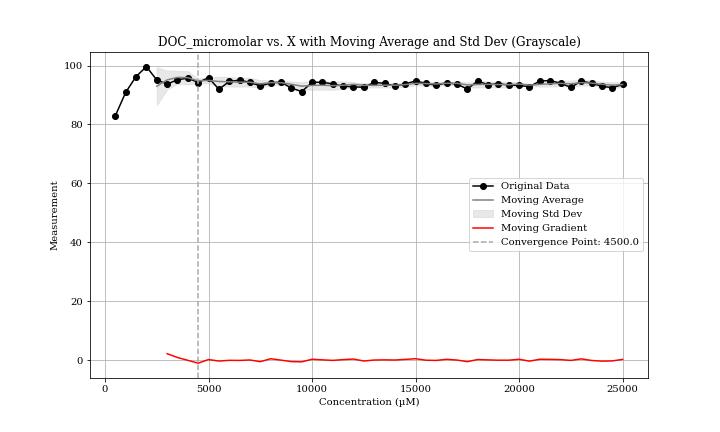 DOC_micromolar vs. X with Moving Average and Std Dev (Grayscale)
100
80
60
40
20
0
Measurement
Original Data
Moving Average
Moving Std Dev
Moving Gradient
Convergence Point: 4500.0
0 5000 10000 15000 20000 25000
Concentration (µM)